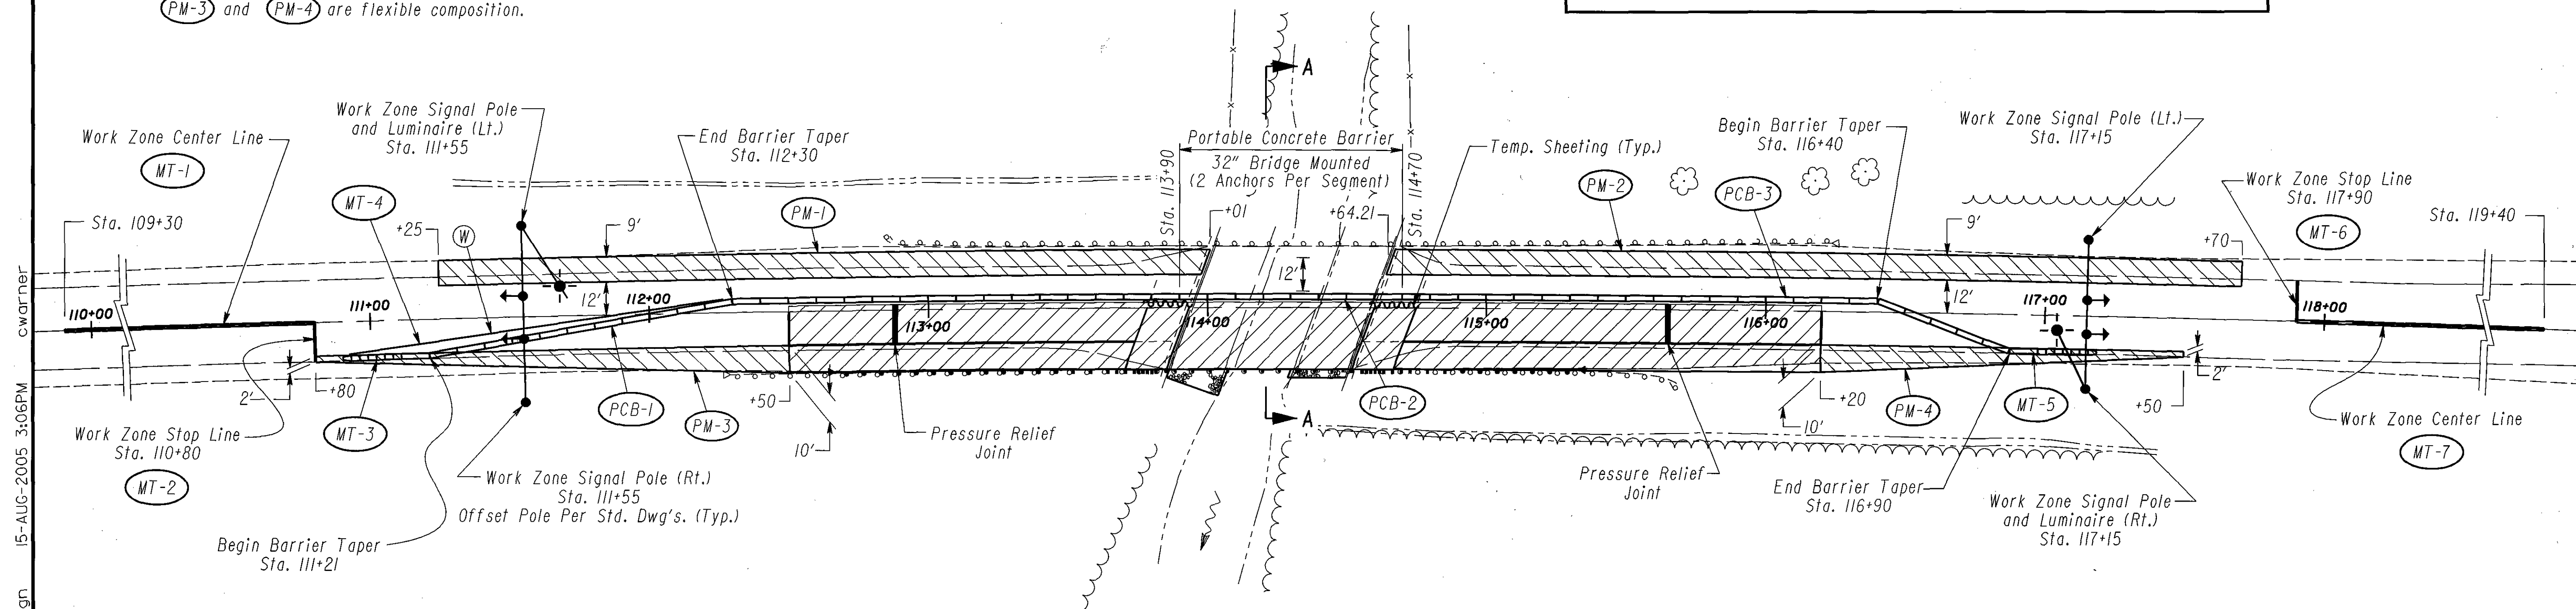 PM-3 and PM-4 are flexible composition.
A
Work Zone Signal Pole
and Luminaire (Lt.)
Sta. 111+55
Work Zone Center Line
MT-1
End Barrier Taper
Sta. 112+30
Portable Concrete Barrier
32" Bridge Mounted
(2 Anchors Per Segment)
Sta. 113+90
Sta. 114+70
Temp. Sheeting (Typ.)
Begin Barrier Taper
Sta. 116+40
Work Zone Signal Pole (Lt.)
Sta. 117+15
Work Zone Stop Line
Sta. 117+90
MT-6
Sta. 119+40
MT-4
Sta. 109+30
+25
W
9'
PM-1
+01
+64.21
PM-2
PCB-3
9'
+70
12'
12'
12'
110+00
111+00
112+00
113+00
114+00
115+00
116+00
117+00
118+00
2'
+80
MT-3
PCB-1
PM-3
+50
10'
PCB-2
A
10'
+20
PM-4
MT-5
+50
2'
Work Zone Stop Line
Sta. 110+80
MT-2
Pressure Relief
Joint
Work Zone Center Line
MT-7
Work Zone Signal Pole (Rt.)
Sta. 111+55
Offset Pole Per Std. Dwg's. (Typ.)
Pressure Relief
Joint
End Barrier Taper
Sta. 116+90
Work Zone Signal Pole
and Luminaire (Rt.)
Sta. 117+15
Begin Barrier Taper
Sta. 111+21
15-AUG-2005 3:06PM cwarner
gn